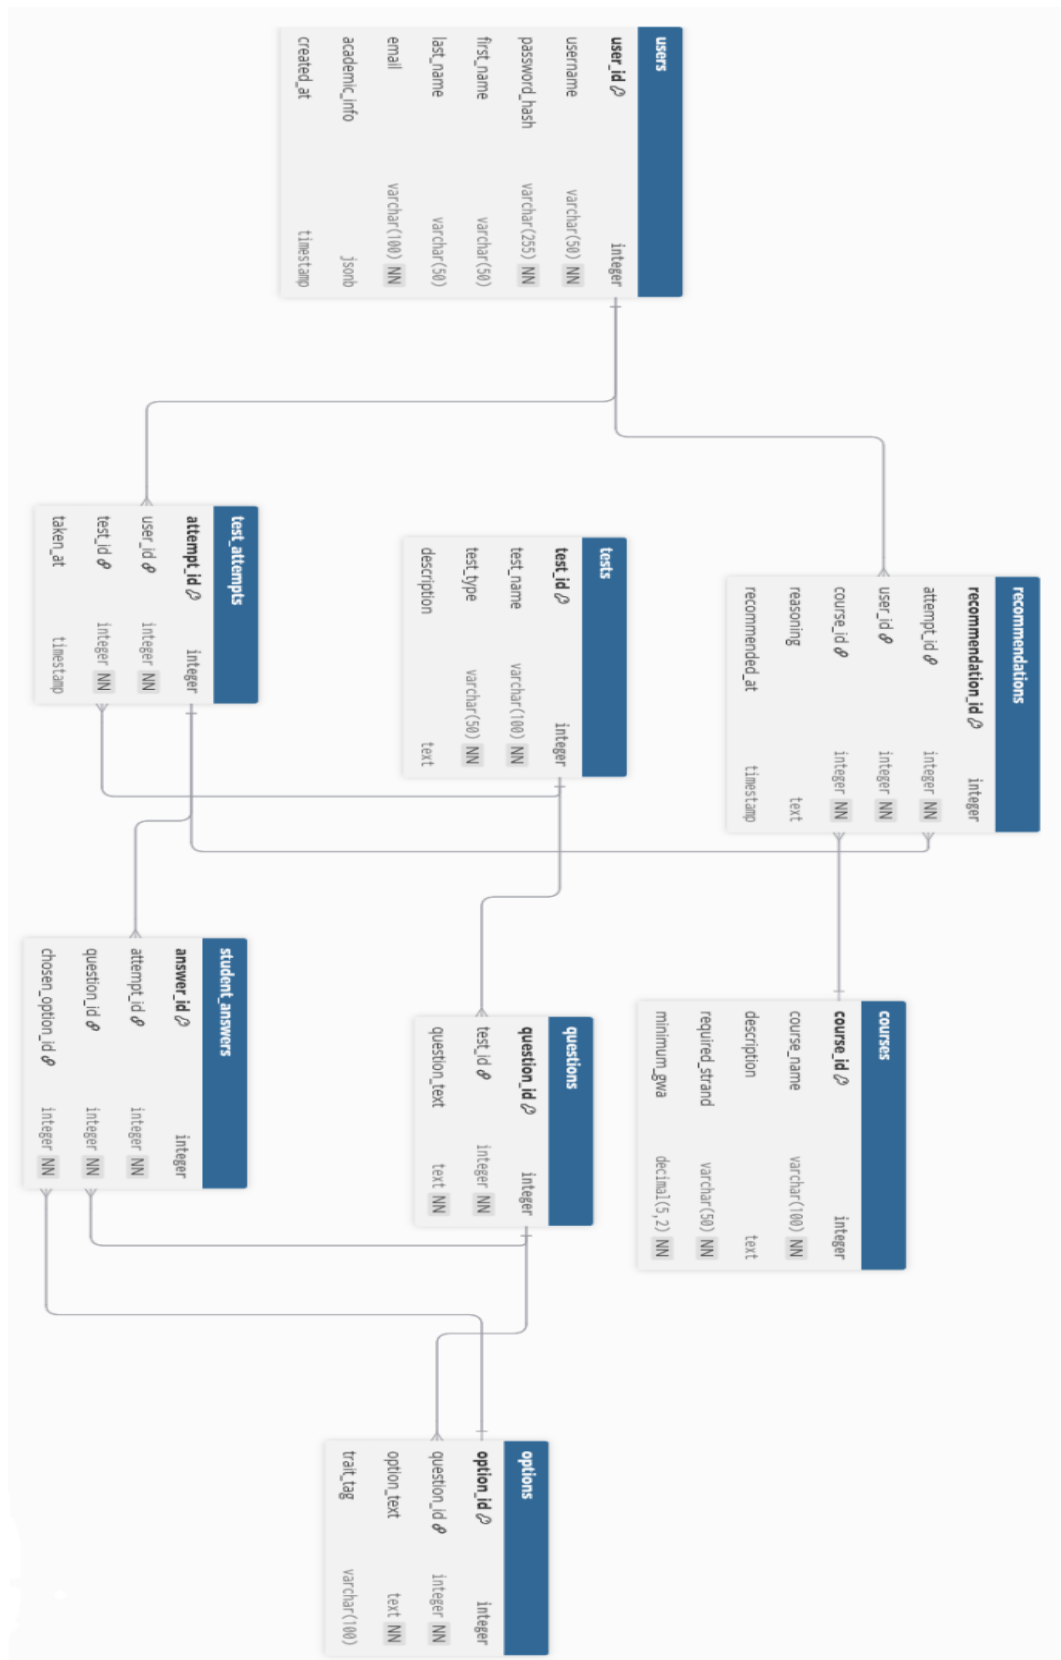 users
user_id integer
username varchar(50) NN
password_hash varchar(255) NN
first_name varchar(50)
last_name varchar(50)
email varchar(100) NN
academic_info jsonb
created_at timestamp
recommendations
recommendation_id integer
attempt_id integer NN
user_id integer NN
course_id integer NN
reasoning text
recommended_at timestamp
tests
test_id integer
test_name varchar(100) NN
test_type varchar(50) NN
description text
test_attempts
attempt_id integer
user_id integer NN
test_id integer NN
taken_at timestamp
courses
course_id integer
course_name varchar(100) NN
description text
required_strand varchar(50) NN
minimum_gwa decimal(5,2) NN
questions
question_id integer
test_id integer NN
question_text text NN
student_answers
answer_id integer
attempt_id integer NN
question_id integer NN
chosen_option_id integer NN
options
option_id integer
question_id integer NN
option_text text NN
trait_tag varchar(100)